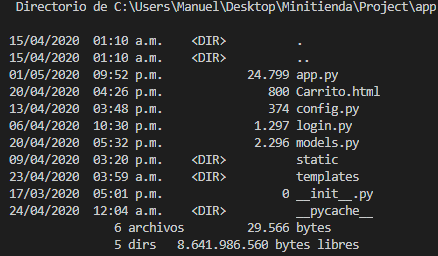 Directorio de C:\Users\Manuel\Desktop\Minitienda\Project\app
15/04/2020 01:10 a.m. <DIR> .
15/04/2020 01:10 a.m. <DIR> ..
01/05/2020 09:52 p.m. 24.799 app.py
20/04/2020 04:26 p.m. 800 Carrito.html
13/04/2020 03:48 p.m. 374 config.py
06/04/2020 10:30 p.m. 1.297 login.py
20/04/2020 05:32 p.m. 2.296 models.py
09/04/2020 03:20 p.m. <DIR> static
23/04/2020 03:59 a.m. <DIR> templates
17/03/2020 05:01 p.m. 0 __init__.py
24/04/2020 12:04 a.m. <DIR> __pycache__
6 archivos 29.566 bytes
5 dirs 8.641.986.560 bytes libres